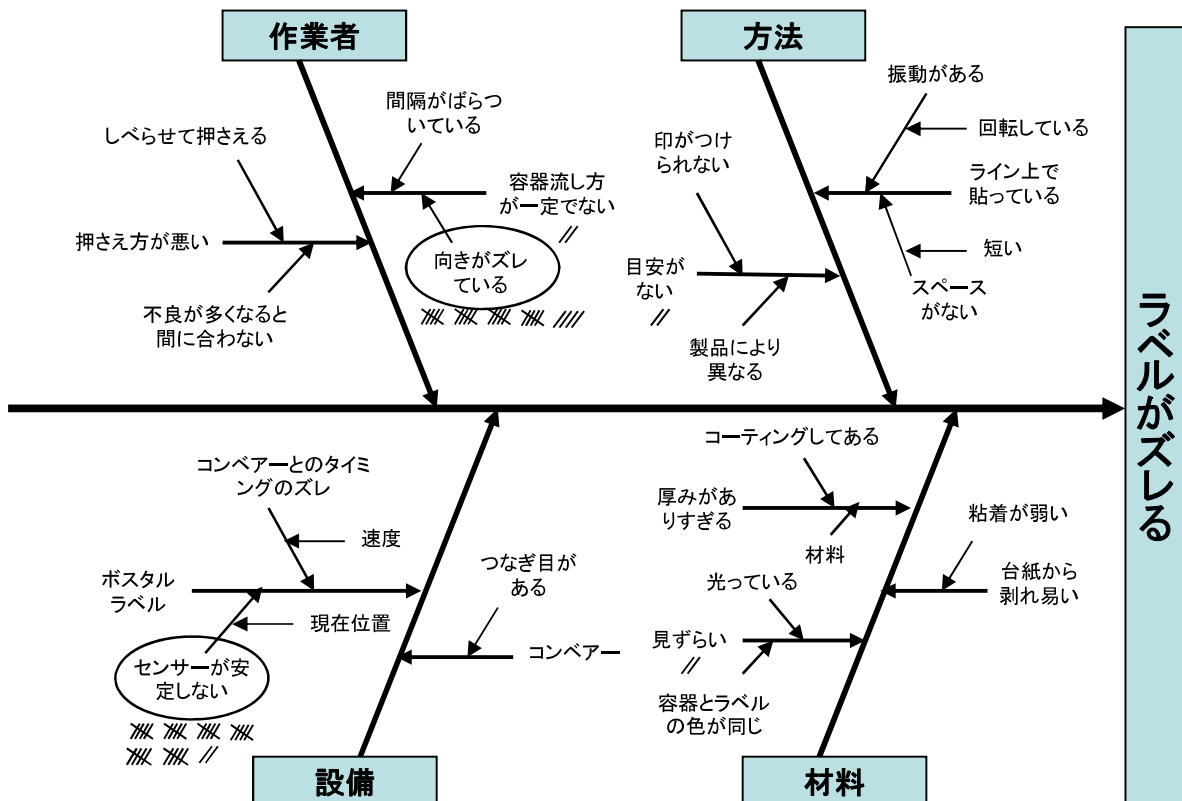 作業者
方法
振動がある
間隔がばらつ
いている
しべらせて押さえる
回転している
印がつけ
られない
容器流し方
が一定でない
ライン上で
貼っている
押さえ方が悪い
向きがズレ
ている
目安が
ない
短い
スペース
がない
不良が多くなると
間に合わない
製品により
異なる
ラベルがズレる
コーティングしてある
コンベアーとのタイミ
ングのズレ
厚みがあ
りすぎる
粘着が弱い
速度
材料
つなぎ目が
ある
ボスタル
ラベル
光っている
台紙から
剥れ易い
現在位置
見ずらい
コンベアー
センサーが安
定しない
容器とラベル
の色が同じ
設備
材料